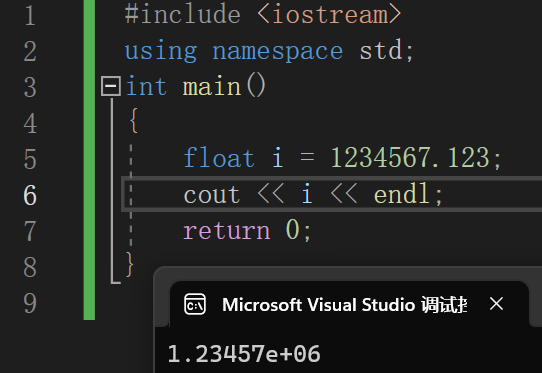 1 #include <iostream>
2 using namespace std;
3 int main()
4 {
5 float i = 1234567.123;
6 cout << i << endl;
7 return 0;
8 }
9
Microsoft Visual Studio 调试
1.23457e+06